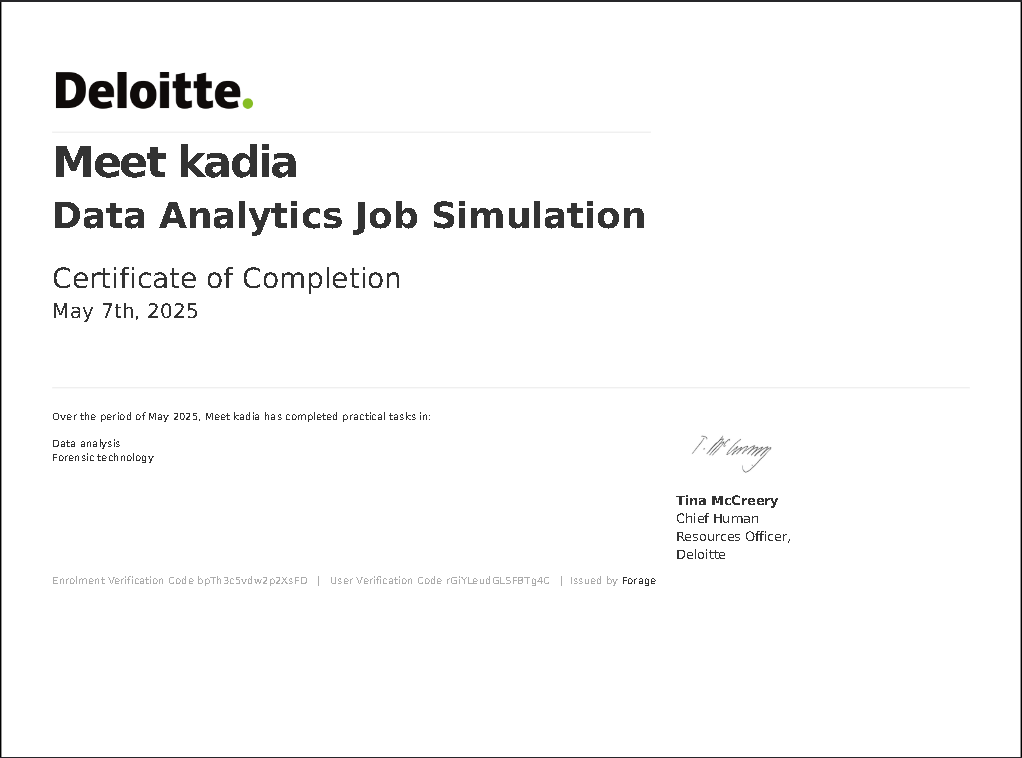 Deloitte.
Meet kadia
Data Analytics Job Simulation
Certificate of Completion
May 7th, 2025
Over the period of May 2025, Meet kadia has completed practical tasks in:
Data analysis
Forensic technology
T. McCreery
Tina McCreery
Chief Human
Resources Officer,
Deloitte
Enrolment Verification Code bpTh3c5vdw2p2XsFD | User Verification Code rGiYLeudGLSFBTg4C | Issued by Forage